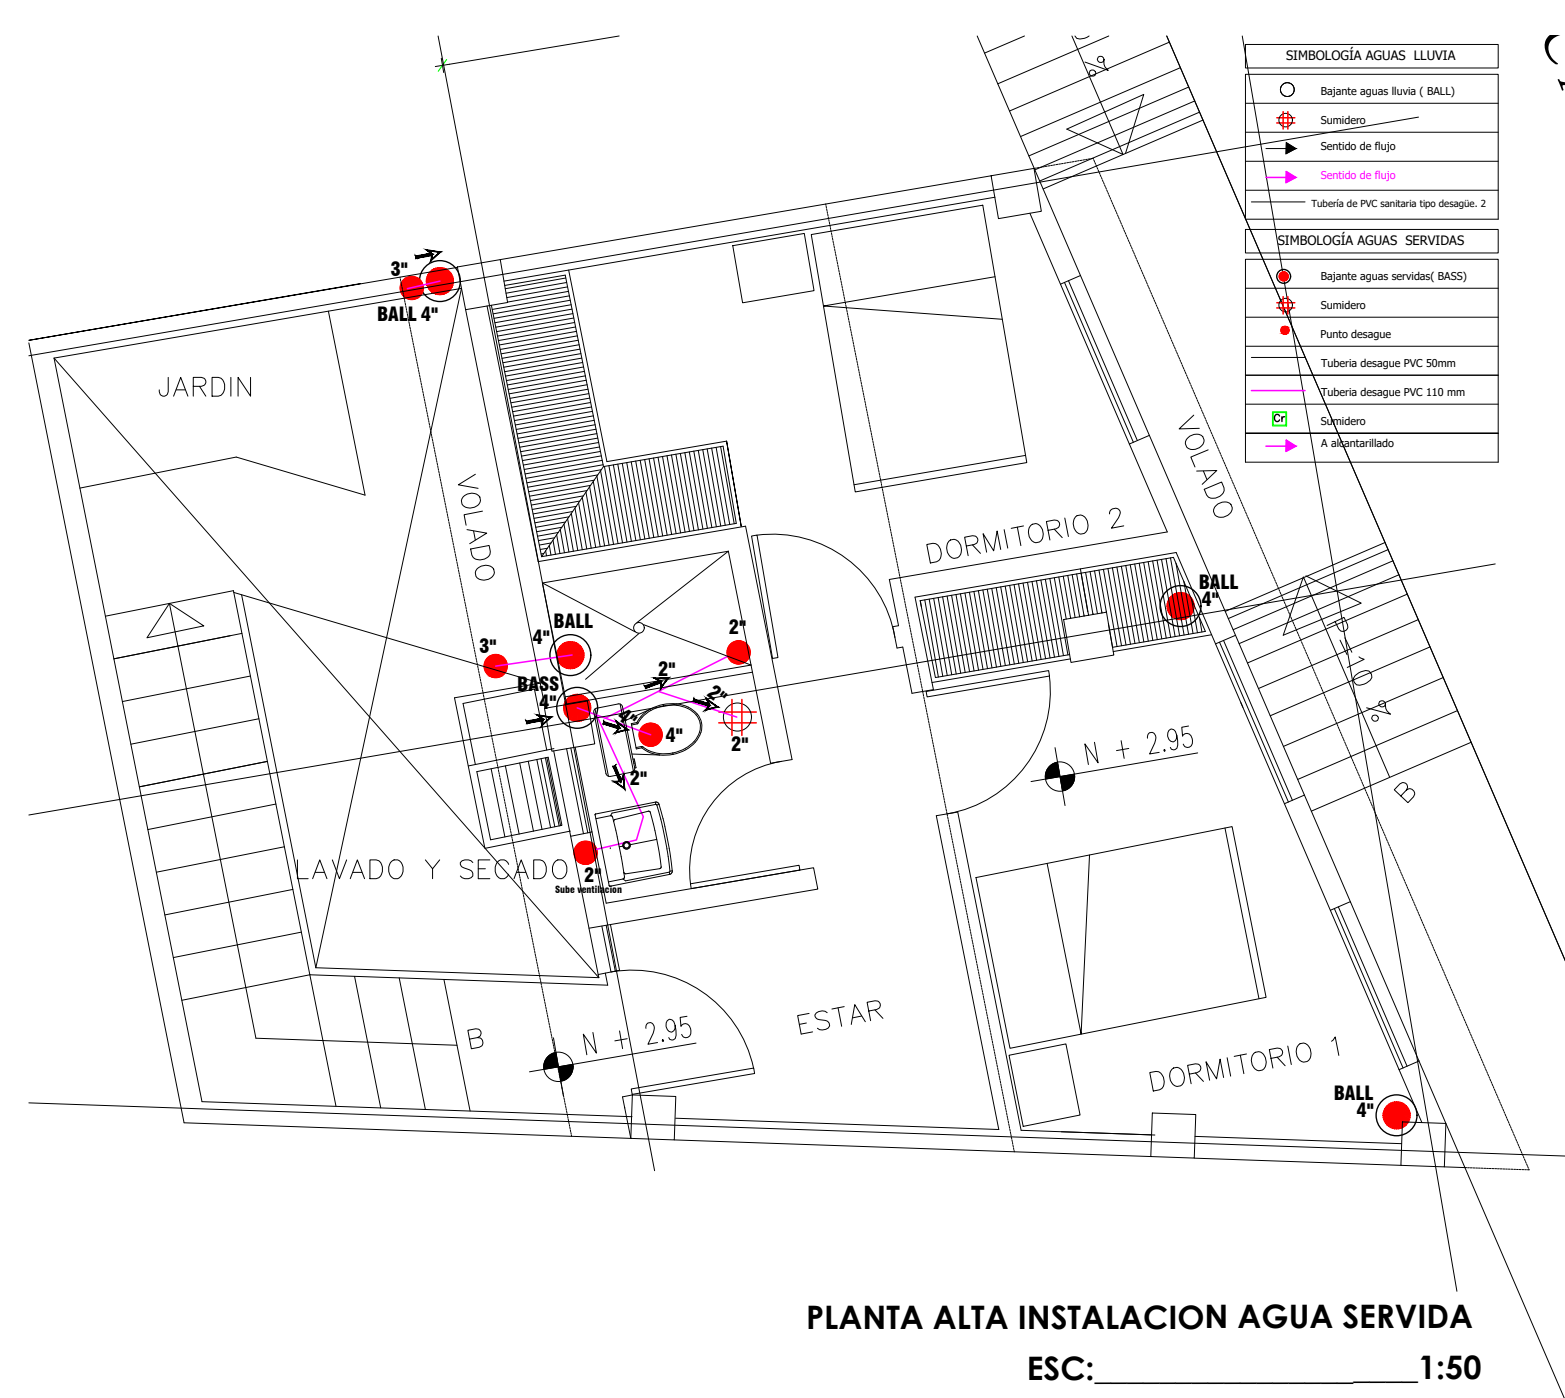 SIMBOLOGÍA AGUAS LLUVIA
Bajante aguas lluvia ( BALL)
Sumidero
Sentido de flujo
Sentido de flujo
Tubería de PVC sanitaria tipo desagüe. 2
SIMBOLOGÍA AGUAS SERVIDAS
Bajante aguas servidas( BASS)
Sumidero
Punto desague
Tuberia desague PVC 50mm
Tuberia desague PVC 110 mm
Cr
Sumidero
A alcantarillado
3"
BALL 4"
JARDIN
VOLADO
VOLADO
DORMITORIO 2
BALL
4"
BALL
4"
3"
2"
2"
BASS
4"
2"
4"
4"
2"
2"
P=10 %
N + 2.95
B
LAVADO Y SECADO
2"
Sube ventilacion
ESTAR
N + 2.95
B
DORMITORIO 1
BALL
4"
%
PLANTA ALTA INSTALACION AGUA SERVIDA
ESC:____________________1:50